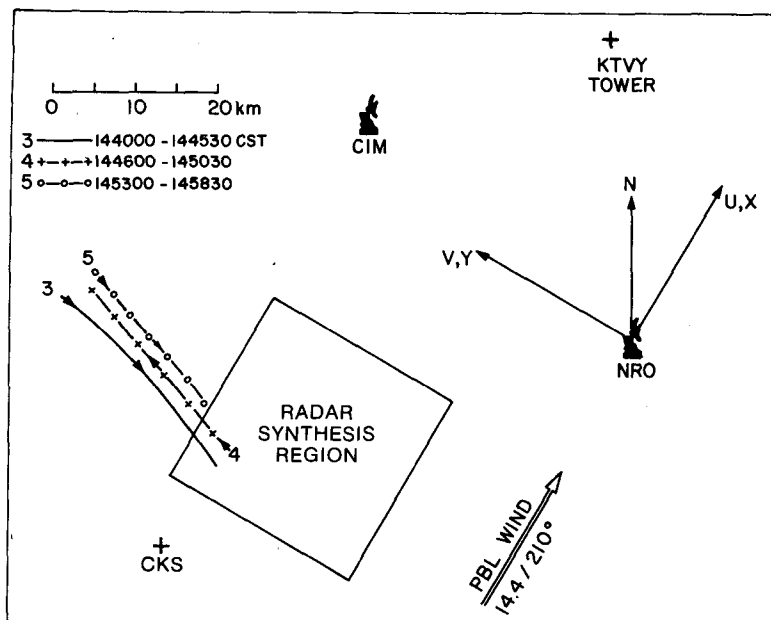 KTVY
TOWER
0 10 20 km
3 144000 - 144530 CST
4 144600 - 145030
5 145300 - 145830
CIM
N
U,X
V,Y
5
3
NRO
RADAR
SYNTHESIS
REGION
4
PBL WIND
14.4 / 210°
CKS